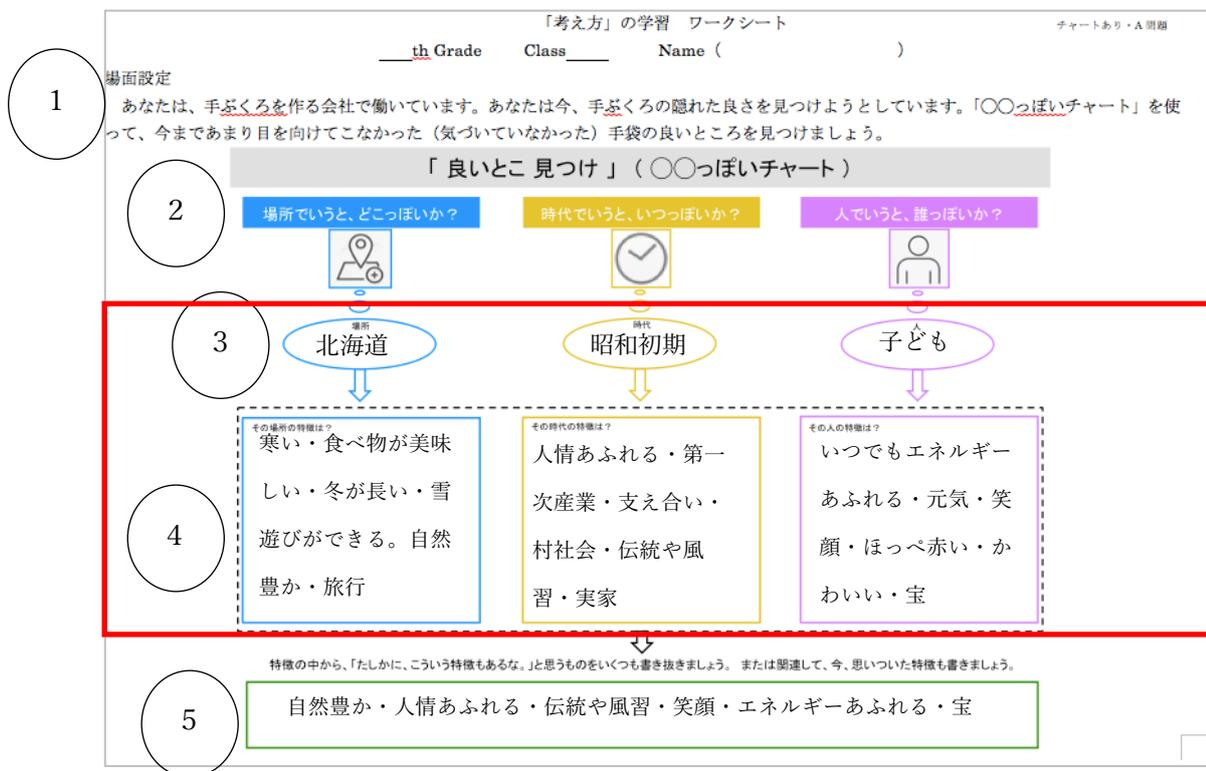 「考え方」の学習　ワークシート
チャートあり・A 問題
___th Grade　Class____　Name（　　　）
1
場面設定
あなたは、手ぶくろを作る会社で働いています。あなたは今、手ぶくろの隠れた良さを見つけようとしています。「〇〇っぽいチャート」を使
って、今まであまり目を向けてこなかった（気づいていなかった）手袋の良いところを見つけましょう。
「 良いとこ 見つけ 」（ 〇〇っぽいチャート ）
2
場所でいうと、どこっぽいか？
時代でいうと、いつっぽいか？
人でいうと、誰っぽいか？
3
場所
北海道
時代
昭和初期
人
子ども
4
その場所の特徴は？
寒い・食べ物が美味
しい・冬が長い・雪
遊びができる。自然
豊か・旅行
その時代の特徴は？
人情あふれる・第一
次産業・支え合い・
村社会・伝統や風
習・実家
その人の特徴は？
いつでもエネルギー
あふれる・元気・笑
顔・ほっぺ赤い・か
わいい・宝
特徴の中から、「たしかに、こういう特徴もあるな。」と思うものをいくつも書き抜きましょう。 または関連して、今、思いついた特徴も書きましょう。
5
自然豊か・人情あふれる・伝統や風習・笑顔・エネルギーあふれる・宝